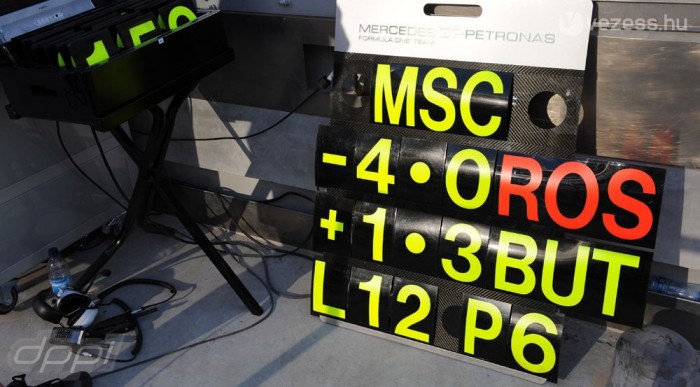 vezess.hu
MERCEDES GP PETRONAS
FORMULA ONE TEAM
MSC
-4•0ROS
+1•3BUT
L12 P6
dppi